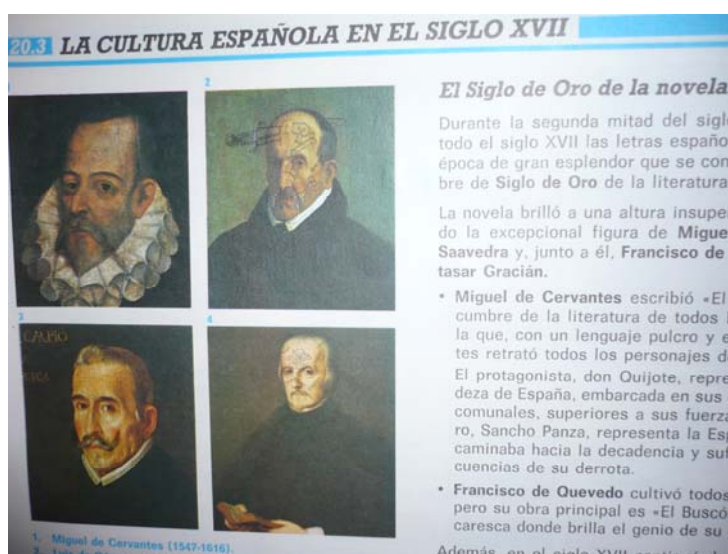 20.3 LA CULTURA ESPAÑOLA EN EL SIGLO XVII
1
2
3
4
CARPIO
1. Miguel de Cervantes (1547-1616).
El Siglo de Oro de la novela
Durante la segunda mitad del sigl
todo el siglo XVII las letras españo
época de gran esplendor que se con
bre de Siglo de Oro de la literatura
La novela brilló a una altura insupe
do la excepcional figura de Migue
Saavedra y, junto a él, Francisco de
tasar Gracián.
• Miguel de Cervantes escribió «El
cumbre de la literatura de todos l
la que, con un lenguaje pulcro y e
tes retrató todos los personajes d
El protagonista, don Quijote, repre
deza de España, embarcada en sus
comunales, superiores a sus fuerza
ro, Sancho Panza, representa la Esp
caminaba hacia la decadencia y suf
cuencias de su derrota.
• Francisco de Quevedo cultivó todos
pero su obra principal es «El Buscó
caresca donde brilla el genio de su
Además, en el siglo XVII